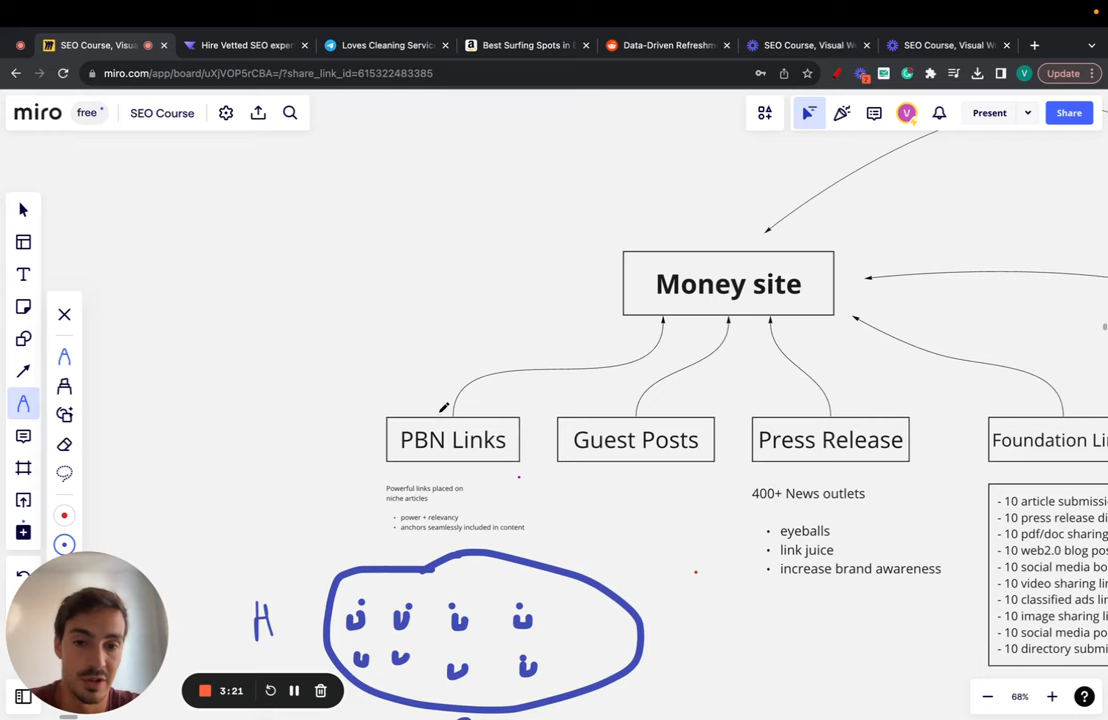 SEO Course, Visua
Hire Vetted SEO exper
Loves Cleaning Service
Best Surfing Spots in E
Data-Driven Refreshm
SEO Course, Visual W
SEO Course, Visual W
miro.com/app/board/uXjVOP5rCBA=/?share_link_id=615322483385
2
V
Update
miro
free
SEO Course
V
Present
Share
T
Money site
PBN Links
Guest Posts
Press Release
Foundation Li
Powerful links placed on
niche articles
• power + relevancy
• anchors seamlessly included in content
400+ News outlets
• eyeballs
• link juice
• increase brand awareness
- 10 article submissi
- 10 press release di
- 10 pdf/doc sharing
- 10 web2.0 blog pos
- 10 social media bo
- 10 video sharing lin
- 10 classified ads lin
- 10 image sharing li
- 10 social media po
- 10 directory submi
H
3:21
68%